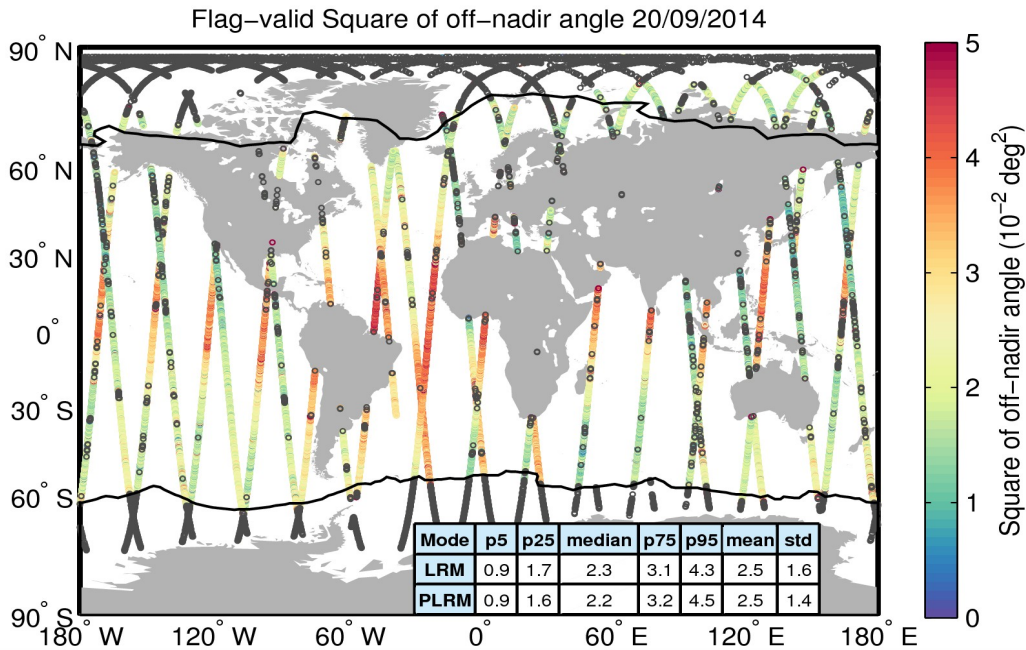 Flag−valid Square of off−nadir angle 20/09/2014
90° N
60° N
30° N
0°
30° S
60° S
90° S
180° W
120° W
60° W
0°
60° E
120° E
180° E
Mode p5 p25 median p75 p95 mean std
LRM 0.9 1.7 2.3 3.1 4.3 2.5 1.6
PLRM 0.9 1.6 2.2 3.2 4.5 2.5 1.4
5
4
3
2
1
0
Square of off−nadir angle (10⁻² deg²)